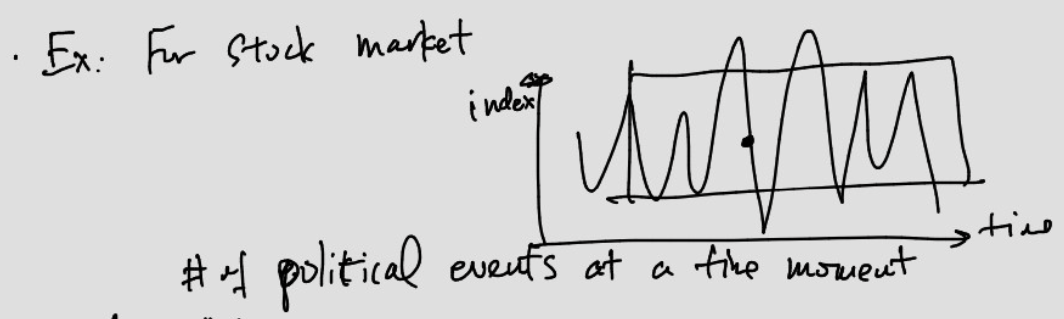 · Ex: For stock market
index
time
# of political events at a time moment